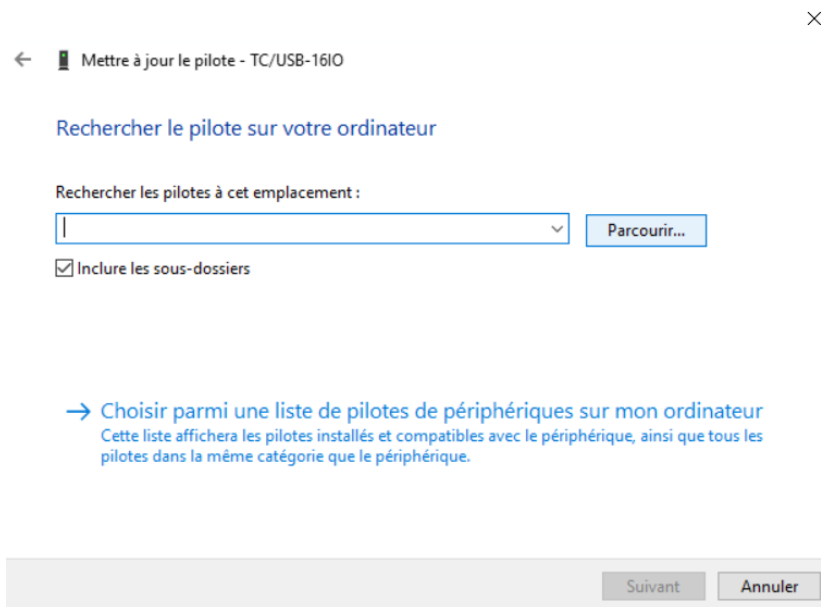 Mettre à jour le pilote - TC/USB-16IO
Rechercher le pilote sur votre ordinateur
Rechercher les pilotes à cet emplacement :
Parcourir...
Inclure les sous-dossiers
Choisir parmi une liste de pilotes de périphériques sur mon ordinateur
Cette liste affichera les pilotes installés et compatibles avec le périphérique, ainsi que tous les
pilotes dans la même catégorie que le périphérique.
Suivant
Annuler